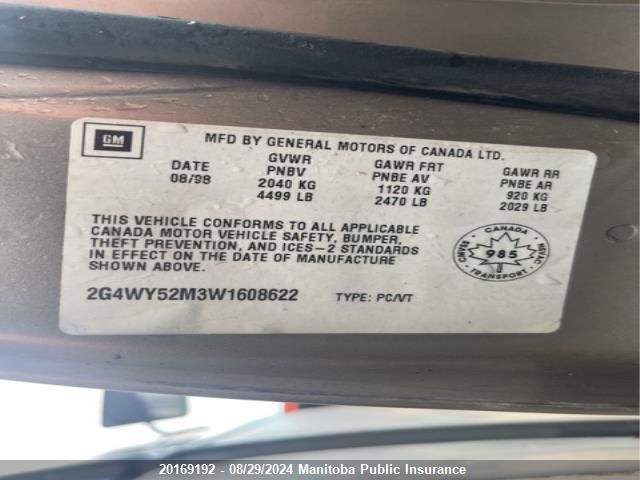 GM
MFD BY GENERAL MOTORS OF CANADA LTD.
DATE
08/98
GVWR
PNBV
2040 KG
4499 LB
GAWR FRT
PNBE AV
1120 KG
2470 LB
GAWR RR
PNBE AR
920 KG
2029 LB
THIS VEHICLE CONFORMS TO ALL APPLICABLE
CANADA MOTOR VEHICLE SAFETY, BUMPER,
THEFT PREVENTION, AND ICES-2 STANDARDS
IN EFFECT ON THE DATE OF MANUFACTURE
SHOWN ABOVE.
CANADA
985
TRANSPORT
2G4WY52M3W1608622
TYPE: PC/VT
20169192 - 08/29/2024 Manitoba Public Insurance